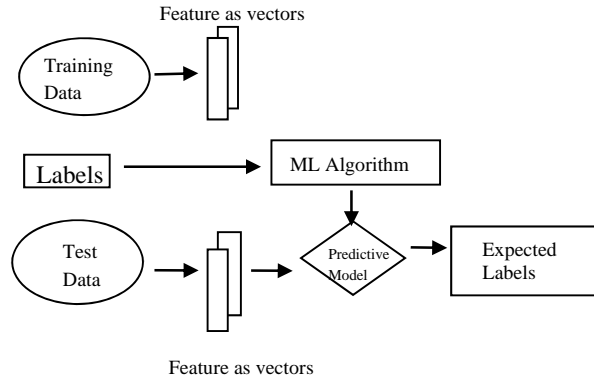 Feature as vectors
Training
Data
Labels
ML Algorithm
Test
Data
Predictive
Model
Expected
Labels
Feature as vectors